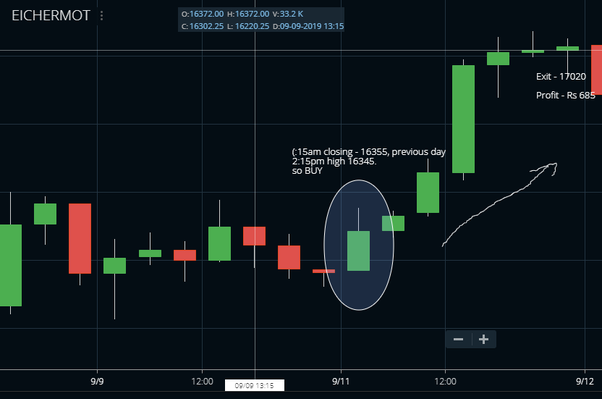 EICHERMOT
O:16372.00 H:16372.00 V:33.2 K
C:16302.25 L: 16220.25 D:09-09-2019 13:15
Exit - 17020
Profit - Rs 685
(:15am closing - 16355, previous day
2:15pm high 16345.
so BUY
9/9
12:00
09/09 13:15
9/11
12:00
9/12